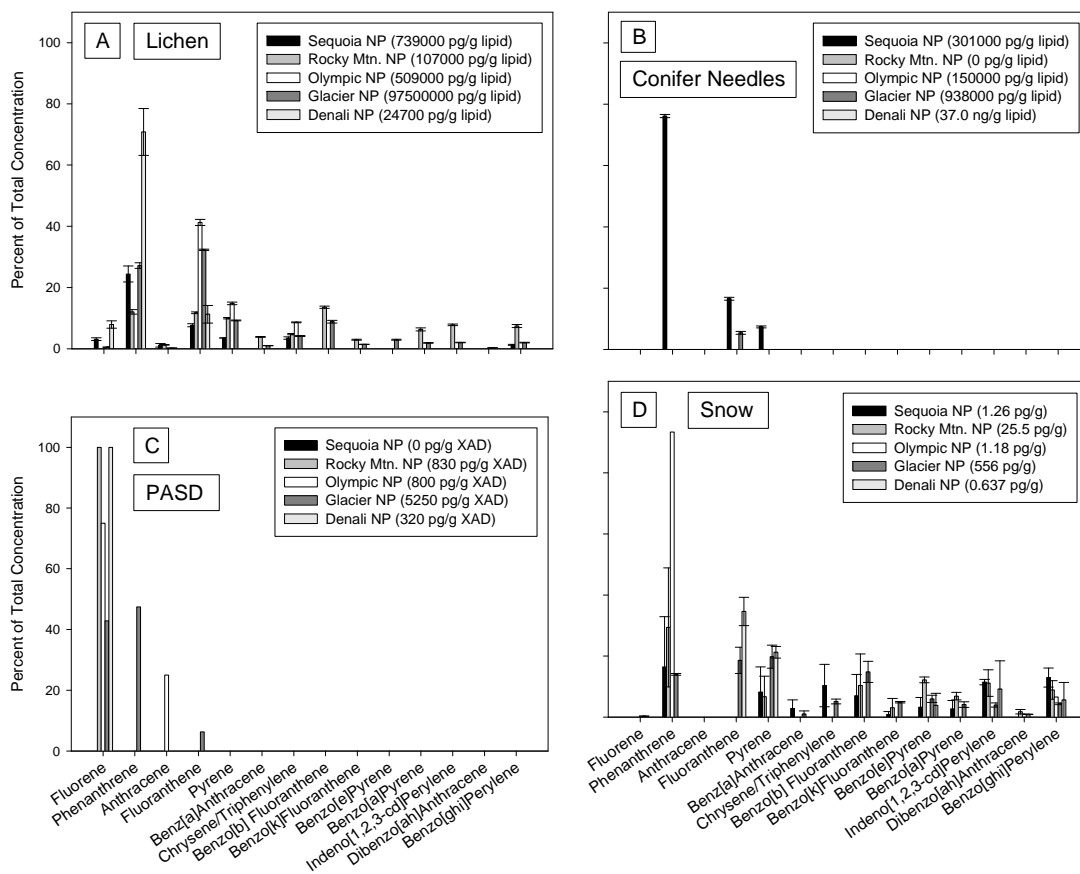 A
Lichen
Sequoia NP (739000 pg/g lipid)
Rocky Mtn. NP (107000 pg/g lipid)
Olympic NP (509000 pg/g lipid)
Glacier NP (97500000 pg/g lipid)
Denali NP (24700 pg/g lipid)
Percent of Total Concentration
100
80
60
40
20
0
B
Conifer Needles
Sequoia NP (301000 pg/g lipid)
Rocky Mtn. NP (0 pg/g lipid)
Olympic NP (150000 pg/g lipid)
Glacier NP (938000 pg/g lipid)
Denali NP (37.0 ng/g lipid)
C
PASD
Sequoia NP (0 pg/g XAD)
Rocky Mtn. NP (830 pg/g XAD)
Olympic NP (800 pg/g XAD)
Glacier NP (5250 pg/g XAD)
Denali NP (320 pg/g XAD)
Percent of Total Concentration
100
80
60
40
20
0
Fluorene
Phenanthrene
Anthracene
Fluoranthene
Pyrene
Benz[a]Anthracene
Chrysene/Triphenylene
Benzo[b] Fluoranthene
Benzo[k]Fluoranthene
Benzo[e]Pyrene
Benzo[a]Pyrene
Indeno[1,2,3-cd]Perylene
Dibenzo[ah]Anthracene
Benzo[ghi]Perylene
D
Snow
Sequoia NP (1.26 pg/g)
Rocky Mtn. NP (25.5 pg/g)
Olympic NP (1.18 pg/g)
Glacier NP (556 pg/g)
Denali NP (0.637 pg/g)
Fluorene
Phenanthrene
Anthracene
Fluoranthene
Pyrene
Benz[a]Anthracene
Chrysene/Triphenylene
Benzo[b] Fluoranthene
Benzo[k]Fluoranthene
Benzo[e]Pyrene
Benzo[a]Pyrene
Indeno[1,2,3-cd]Perylene
Dibenzo[ah]Anthracene
Benzo[ghi]Perylene